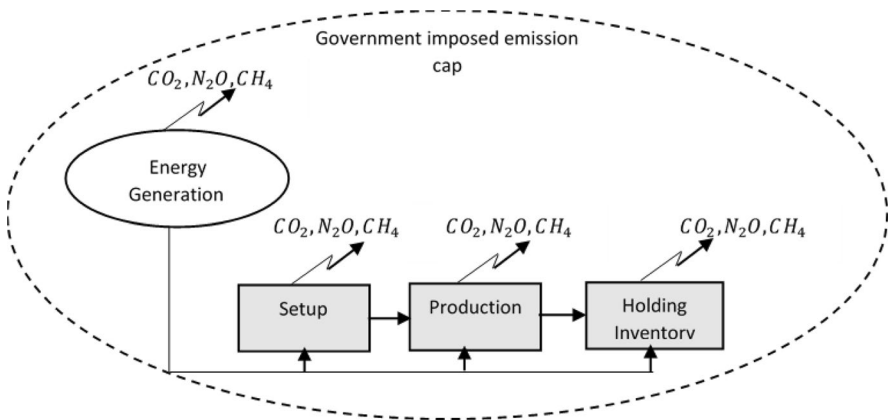 Government imposed emission
cap
CO₂,N₂O,CH₄
Energy
Generation
CO₂,N₂O,CH₄
CO₂,N₂O,CH₄
CO₂,N₂O,CH₄
Setup
Production
Holding
Inventory